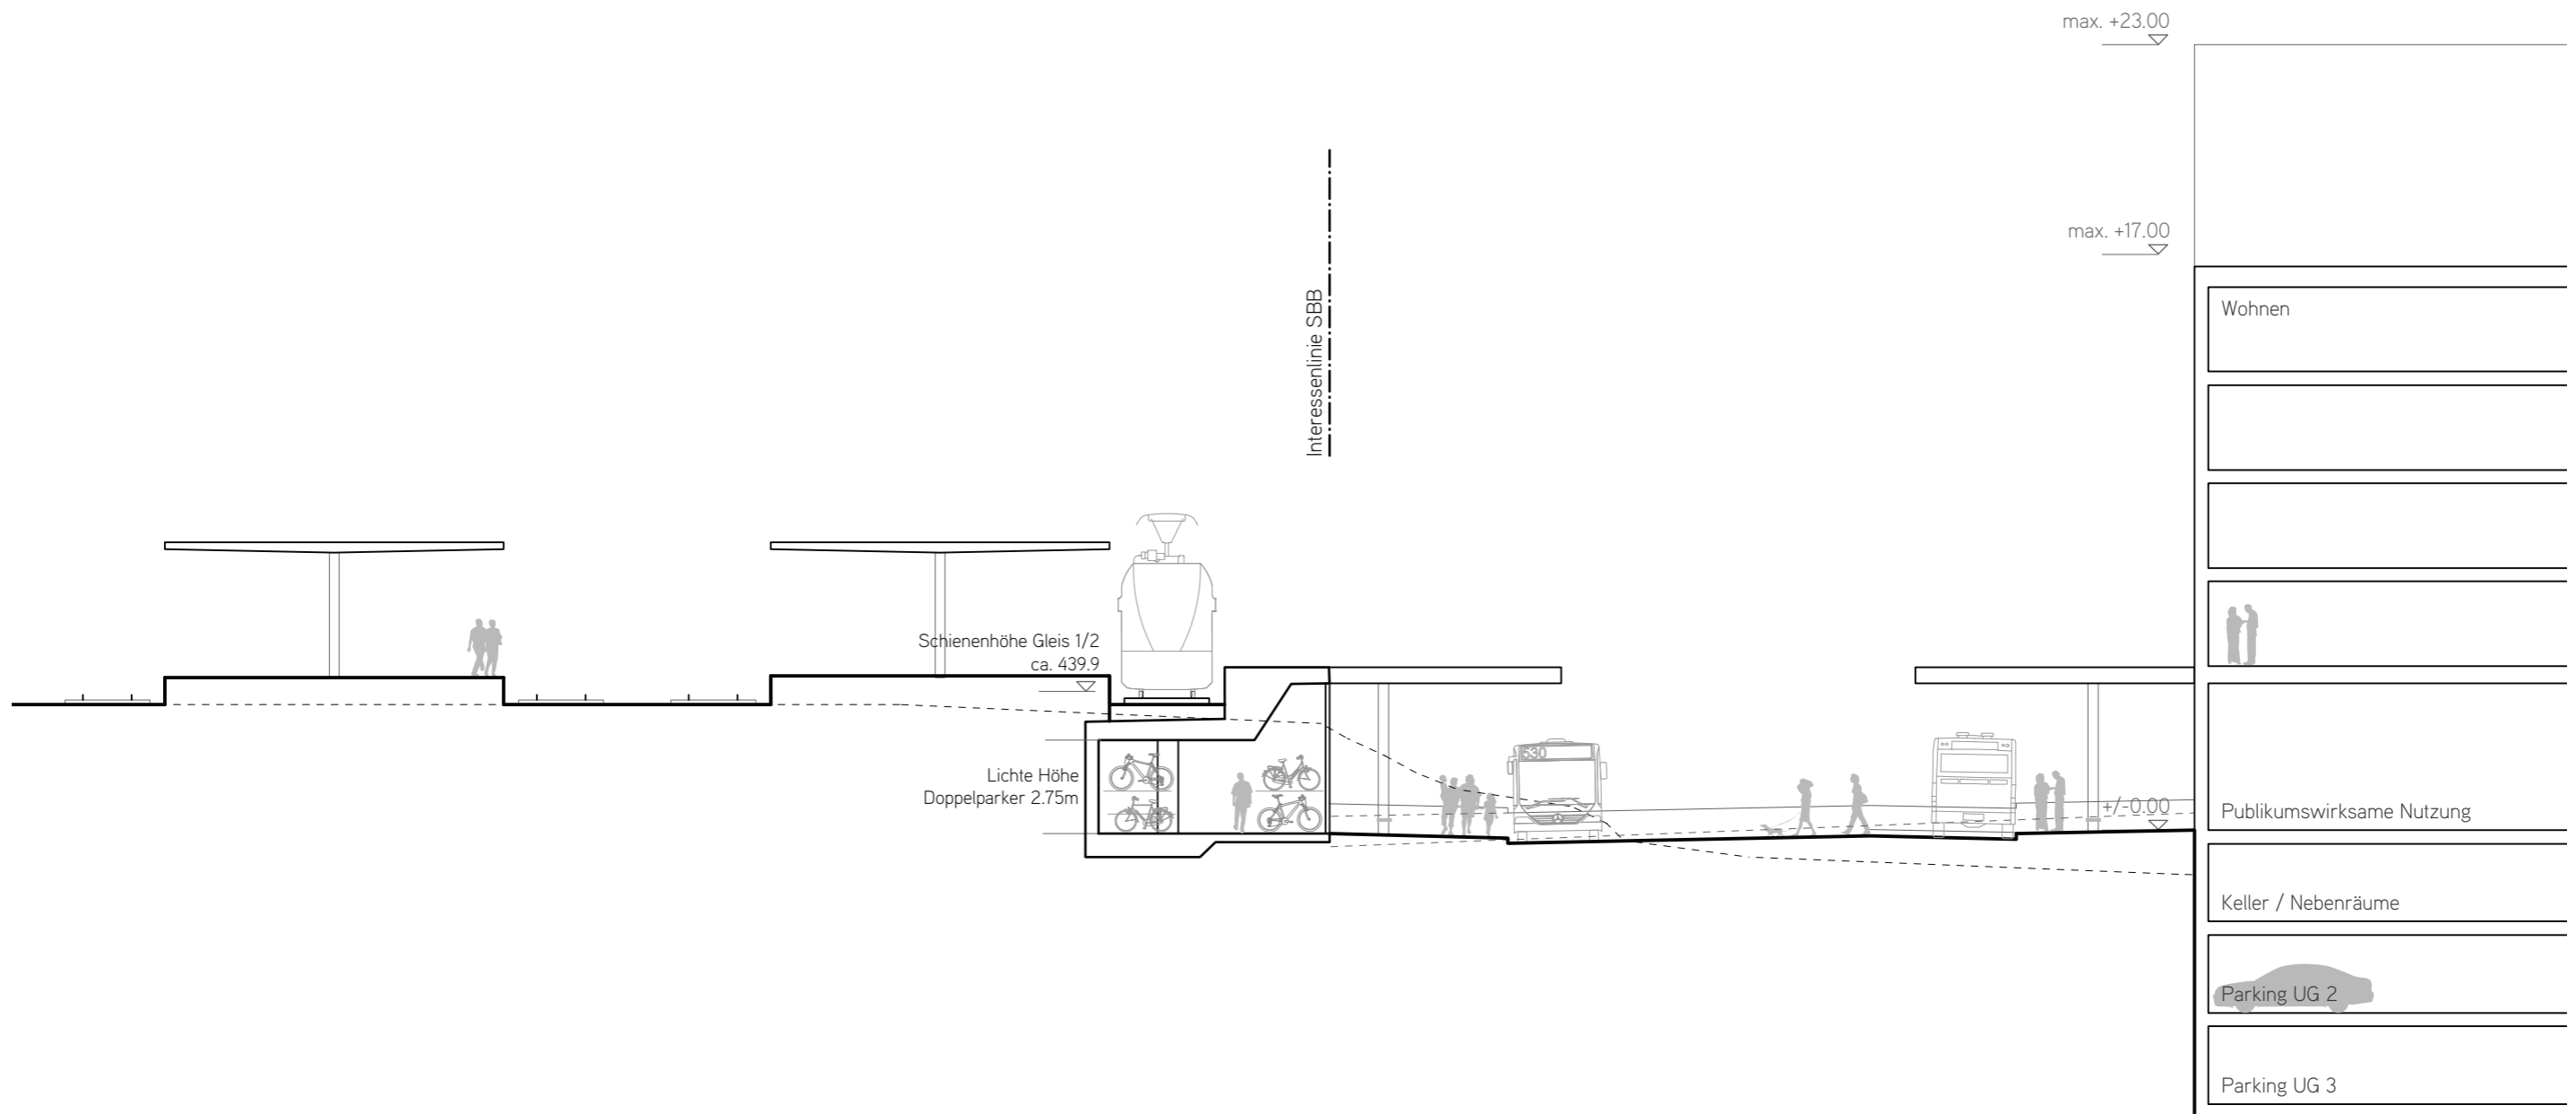 max. +23.00
max. +17.00
Interessenlinie SBB
Wohnen
Schienenhöhe Gleis 1/2
ca. 439.9
Lichte Höhe
Doppelparker 2.75m
530
+/-0.00
Publikumswirksame Nutzung
Keller / Nebenräume
Parking UG 2
Parking UG 3